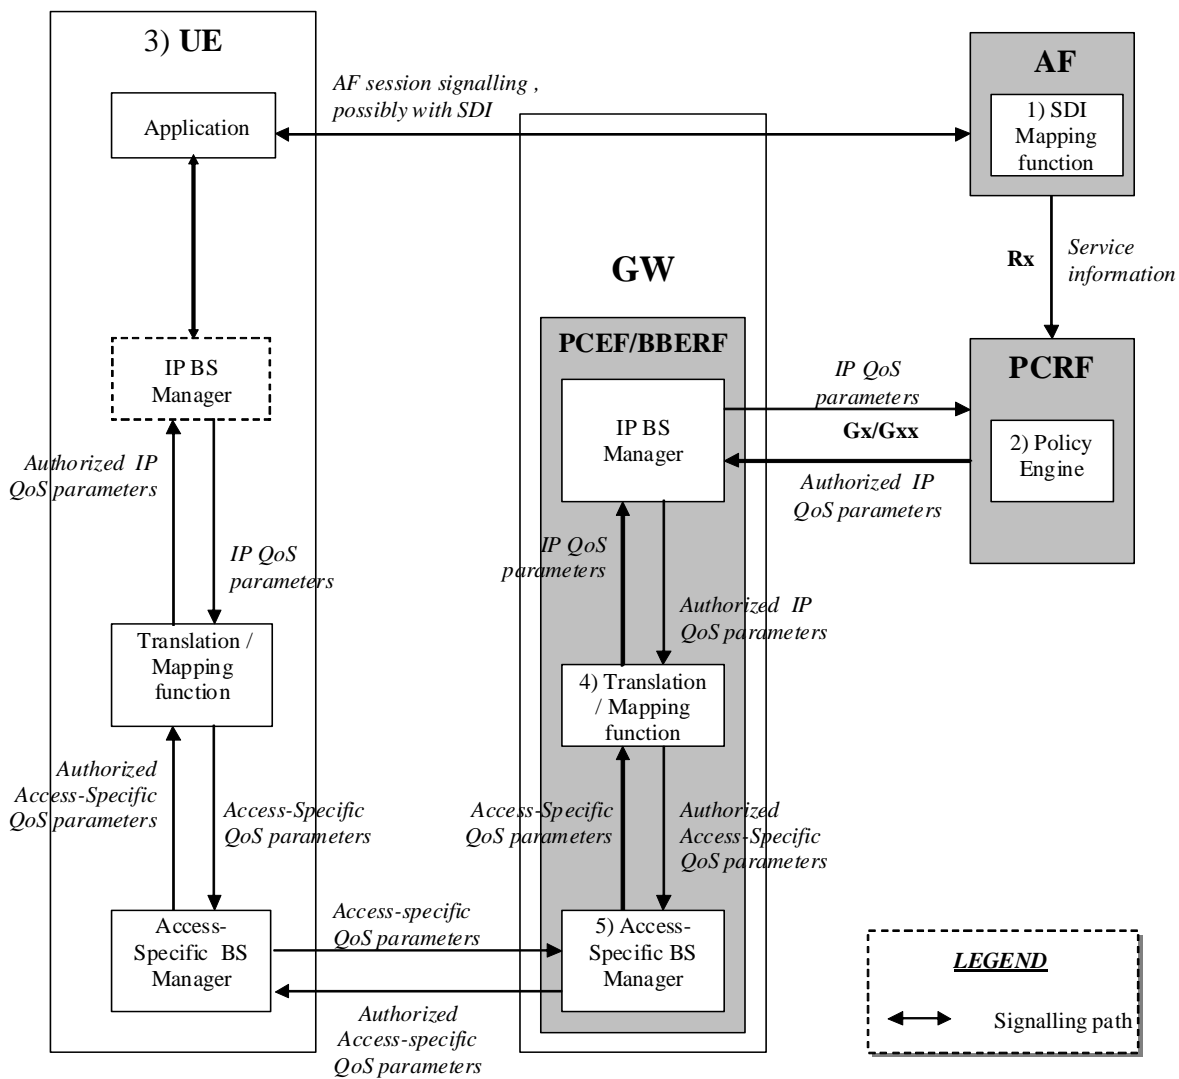 3) UE
Application
AF session signalling ,
possibly with SDI
AF
1) SDI
Mapping
function
Rx
Service
information
GW
PCEF/BBERF
IP BS
Manager
IP BS
Manager
IP QoS
parameters
Gx/Gxx
Authorized IP
QoS parameters
PCRF
2) Policy
Engine
Authorized IP
QoS parameters
IP QoS
parameters
IP QoS
parameters
Authorized IP
QoS parameters
Translation /
Mapping
function
4) Translation
/ Mapping
function
Authorized
Access-Specific
QoS parameters
Access-Specific
QoS parameters
Access-Specific
QoS parameters
Authorized
Access-Specific
QoS parameters
Access-
Specific BS
Manager
Access-specific
QoS parameters
5) Access-
Specific BS
Manager
Authorized
Access-specific
QoS parameters
LEGEND
Signalling path